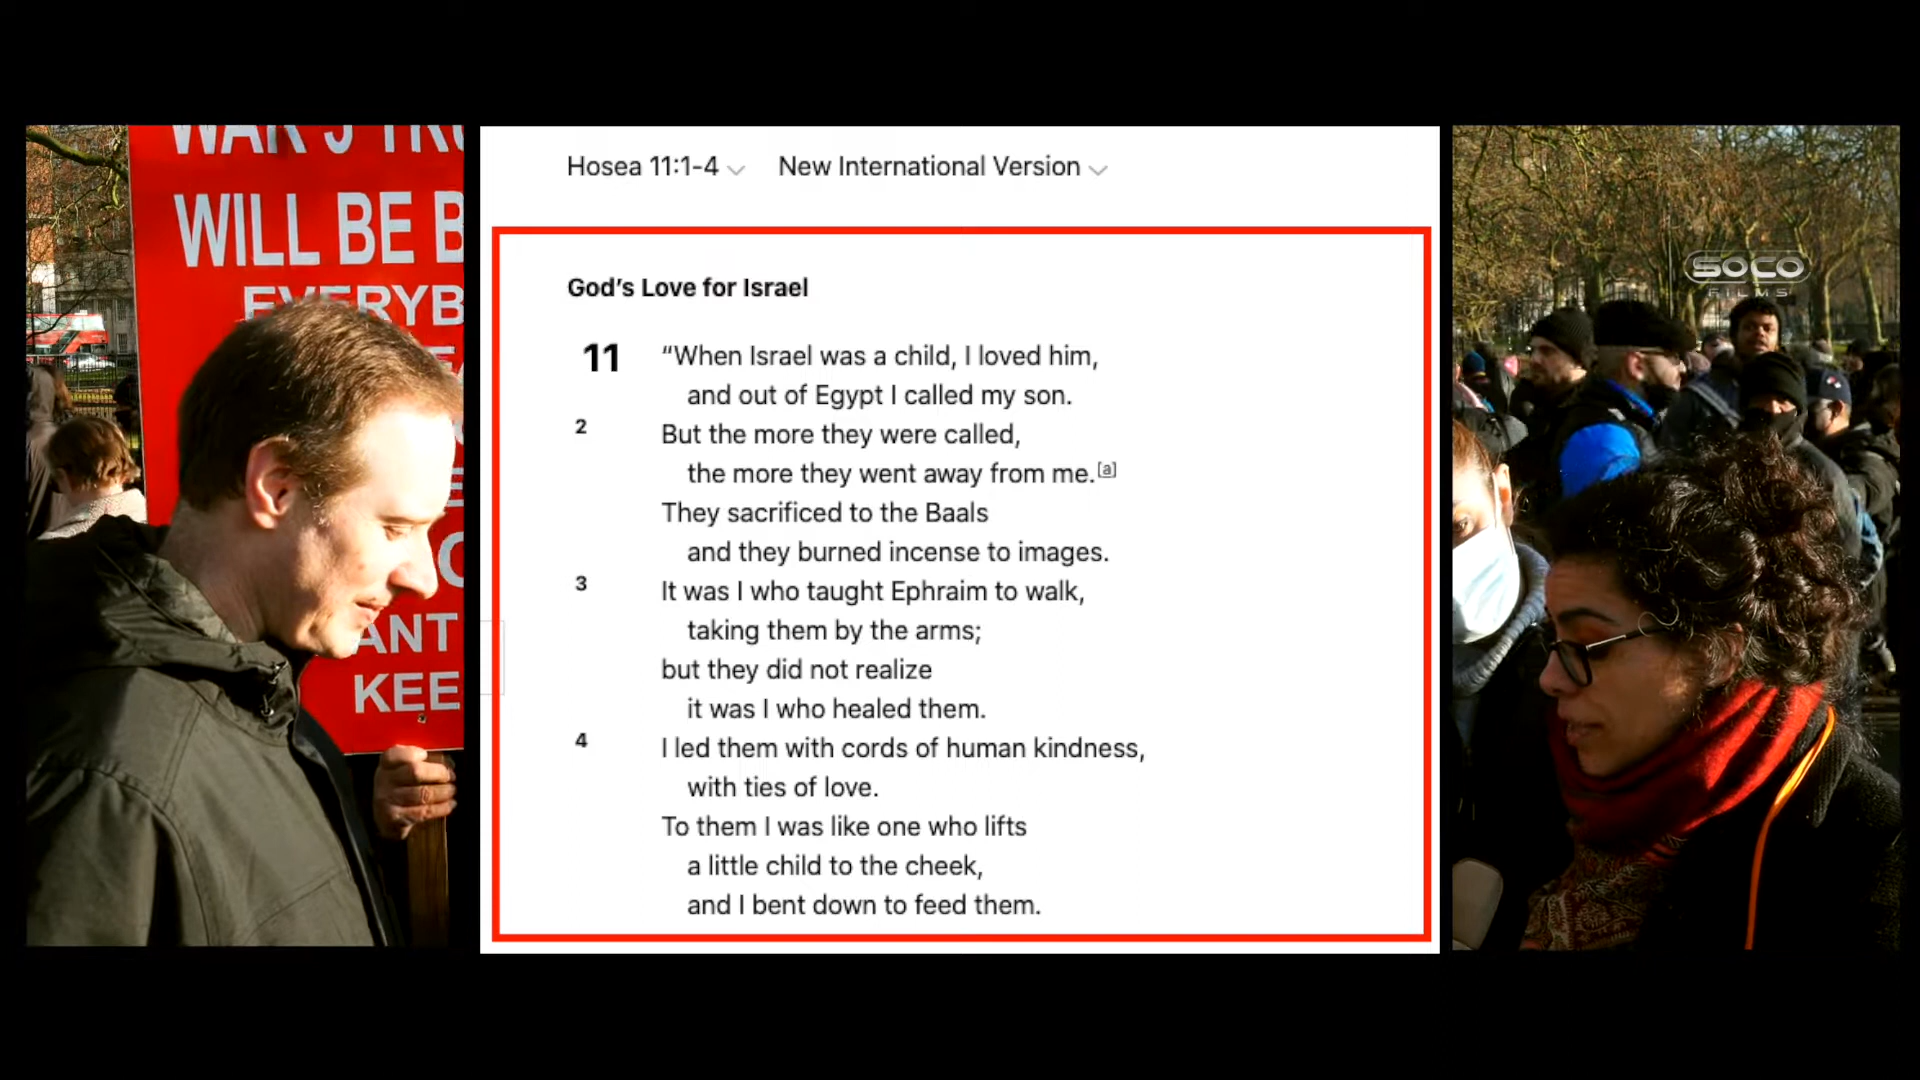 WILL BE B
KEE
Hosea 11:1-4 New International Version
God's Love for Israel
11 “When Israel was a child, I loved him,
and out of Egypt I called my son.
2 But the more they were called,
the more they went away from me.[a]
They sacrificed to the Baals
and they burned incense to images.
3 It was I who taught Ephraim to walk,
taking them by the arms;
but they did not realize
it was I who healed them.
4 I led them with cords of human kindness,
with ties of love.
To them I was like one who lifts
a little child to the cheek,
and I bent down to feed them.
SOCO
FILMS